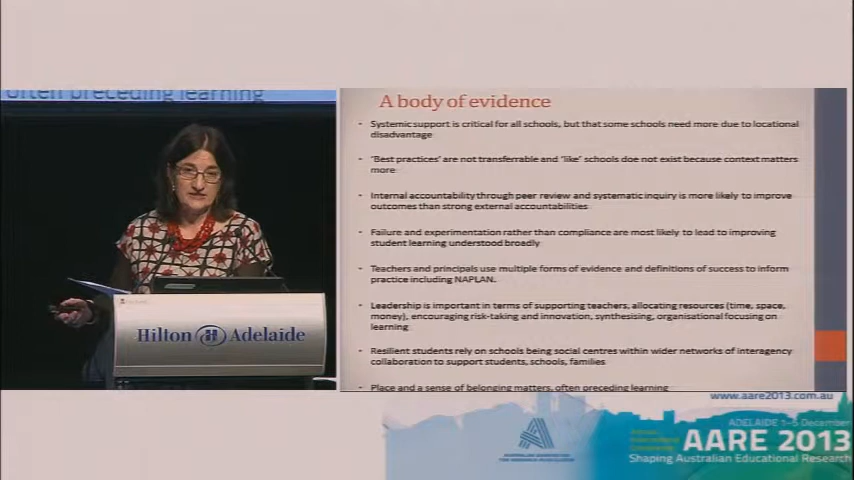 often preceding learning
A body of evidence
Systemic support is critical for all schools, but that some schools need more due to locational
disadvantage
"Best practices" are not transferrable and "like" schools doe not exist because context matters
more
Internal accountability through peer review and systematic inquiry is more likely to improve
outcomes than strong external accountabilities
Failure and experimentation rather than compliance are most likely to lead to improving
student learning understood broadly
Teachers and principals use multiple forms of evidence and definitions of success to inform
practice including NAPLAN.
Leadership is important in terms of supporting teachers, allocating resources (time, space,
money), encouraging risk-taking and innovation, synthesising, organisational focusing on
learning
Resilient students rely on schools being social centres within wider networks of interagency
collaboration to support students, schools, families
Place and a sense of belonging matters, often preceding learning
Hilton Adelaide
www.aare2013.com.au
ADELAIDE 1-5 December
AARE 2013
Shaping Australian Educational Research